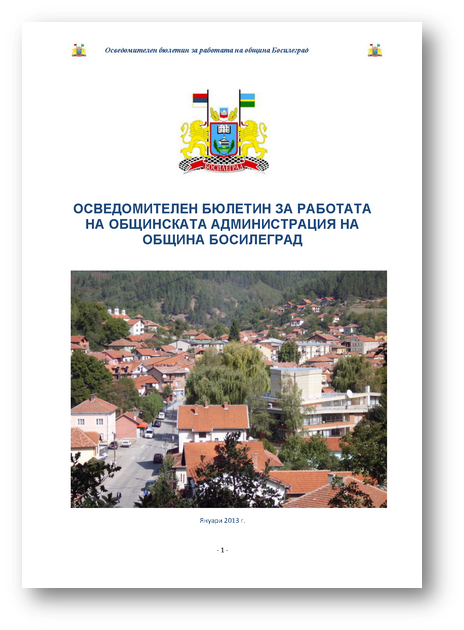 Осведомителен бюлетин за работата на община Босилеград
БОСИЛЕГРАД
ОСВЕДОМИТЕЛЕН БЮЛЕТИН ЗА РАБОТАТА
НА ОБЩИНСКАТА АДМИНИСТРАЦИЯ НА
ОБЩИНА БОСИЛЕГРАД
Януари 2013 г.
- 1 -